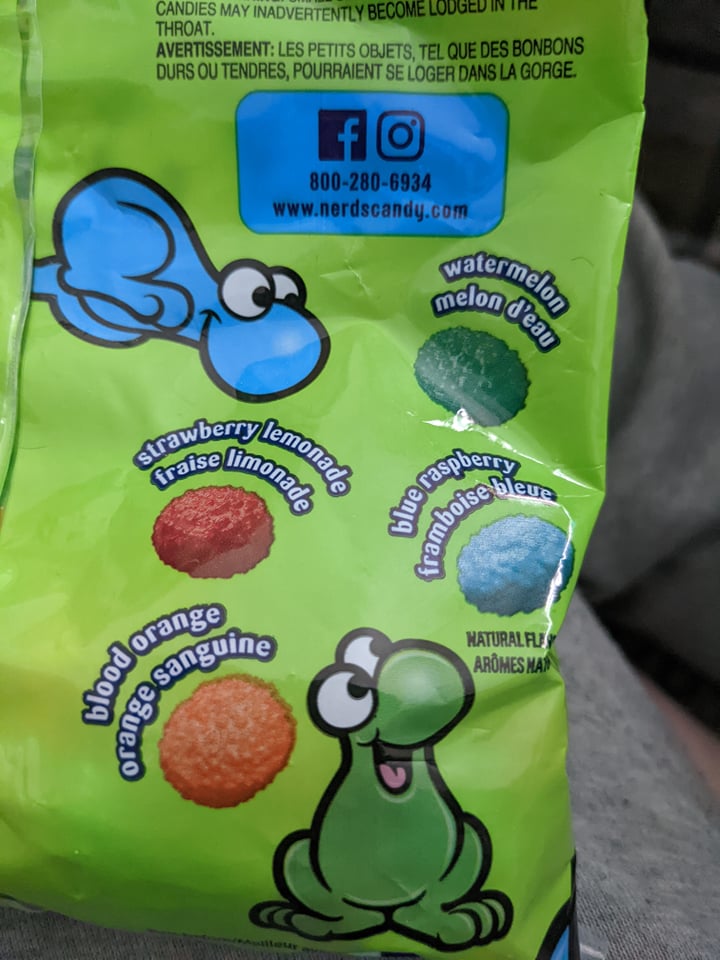 CANDIES MAY INADVERTENTLY BECOME LODGED IN THE
THROAT.
AVERTISSEMENT: LES PETITS OBJETS, TEL QUE DES BONBONS
DURS OU TENDRES, POURRAIENT SE LOGER DANS LA GORGE.
800-280-6934
www.nerdscandy.com
watermelon
melon d'eau
strawberry lemonade
fraise limonade
blue raspberry
framboise bleue
blood orange
orange sanguine
NATURAL
ARÔMES